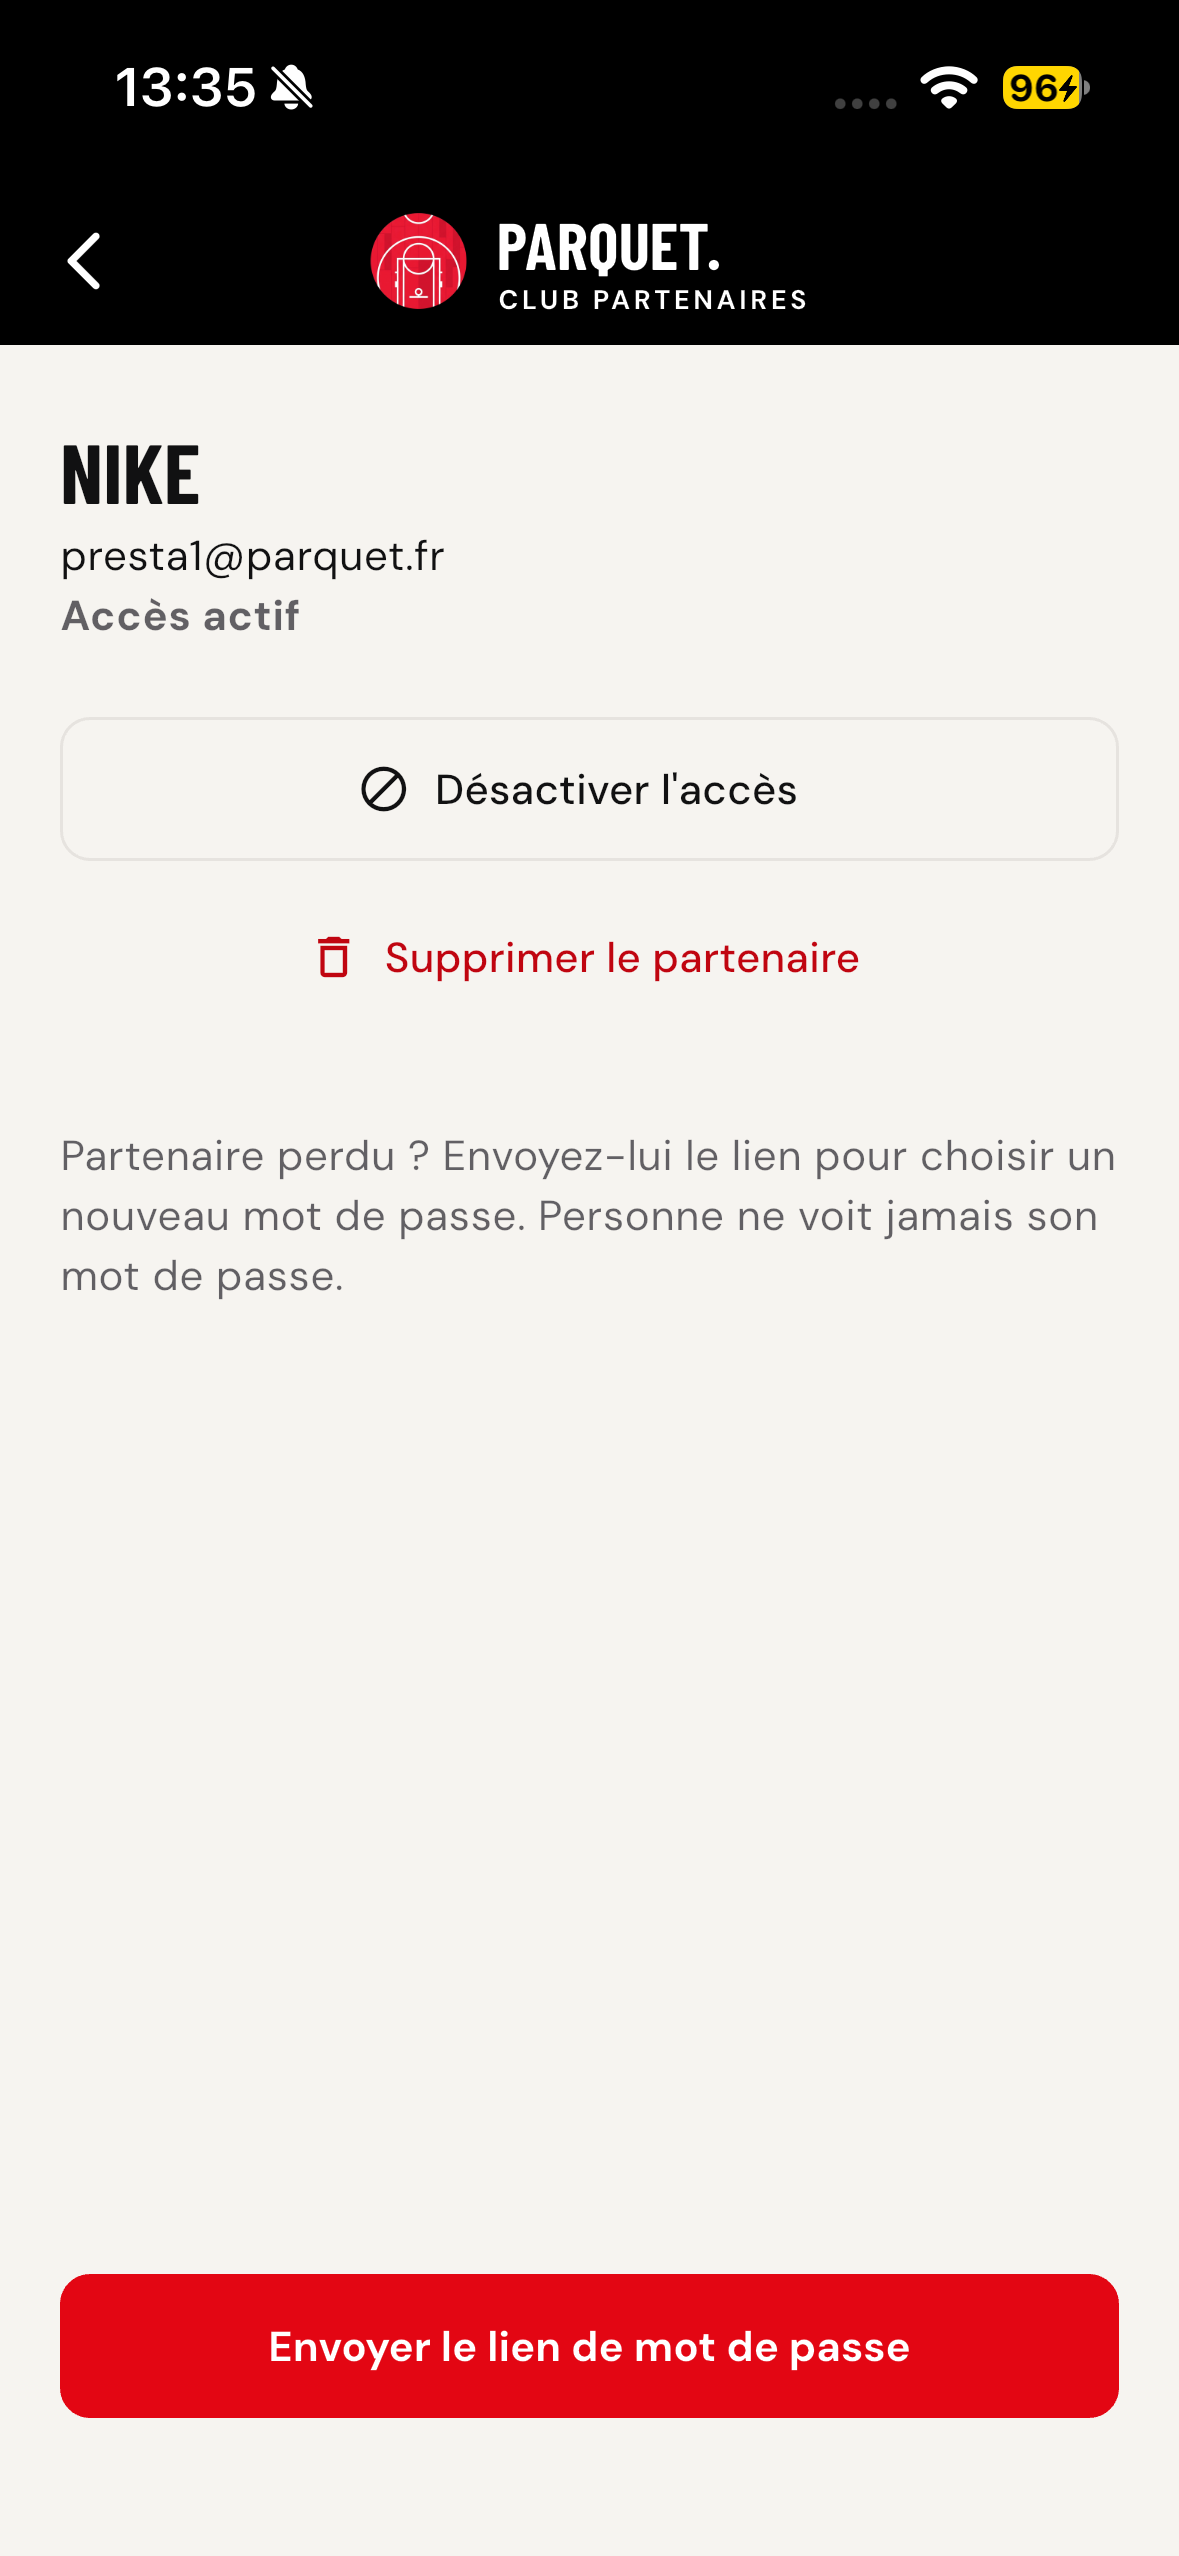 13:35
96
PARQUET.
CLUB PARTENAIRES
NIKE
presta1@parquet.fr
Accès actif
Désactiver l'accès
Supprimer le partenaire
Partenaire perdu ? Envoyez-lui le lien pour choisir un
nouveau mot de passe. Personne ne voit jamais son
mot de passe.
Envoyer le lien de mot de passe